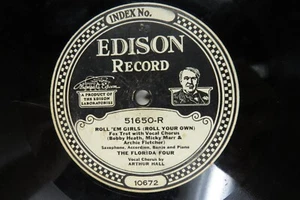 INDEX No.
EDISON
RECORD
A PRODUCT OF
THE EDISON
LABORATORIES
51650-R
ROLL 'EM GIRLS (ROLL YOUR OWN)
Fox Trot with Vocal Chorus
(Bobby Heath, Micky Marr &
Archie Fletcher)
Saxophone, Accordion, Banjo and Piano
THE FLORIDA FOUR
Vocal Chorus by
ARTHUR HALL
10672